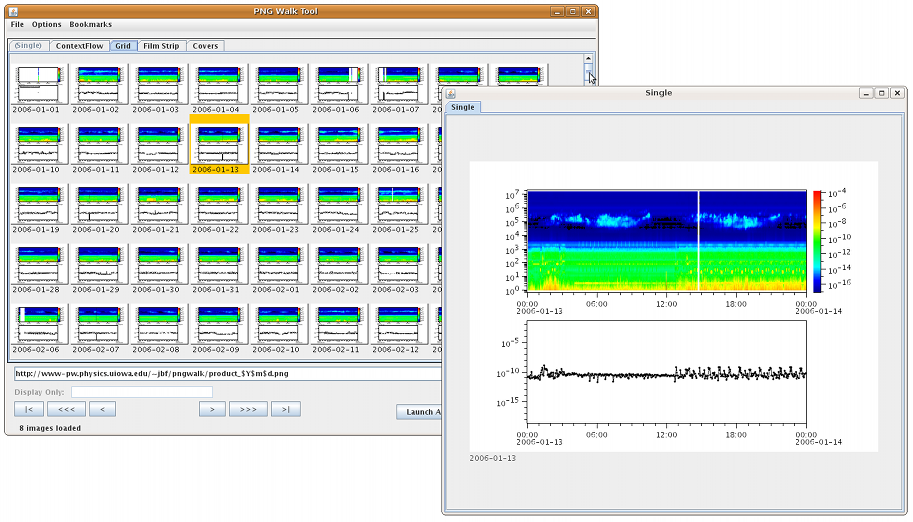 PNG Walk Tool
File Options Bookmarks
(Single) ContextFlow Grid Film Strip Covers
2006-01-01 2006-01-02 2006-01-03 2006-01-04 2006-01-05 2006-01-06 2006-01-07
2006-01-10 2006-01-11 2006-01-12 2006-01-13 2006-01-14 2006-01-15 2006-01-16
2006-01-19 2006-01-20 2006-01-21 2006-01-22 2006-01-23 2006-01-24 2006-01-25
2006-01-28 2006-01-29 2006-01-30 2006-01-31 2006-02-01 2006-02-02 2006-02-03
2006-02-06 2006-02-07 2006-02-08 2006-02-09 2006-02-10 2006-02-11 2006-02-12
http://www-pw.physics.uiowa.edu/~jbf/pngwalk/product_$Y$m$d.png
Display Only:
|< <<< < > >>> >| Launch A
8 images loaded
Single
Single
10^7
10^6
10^5
10^4
10^3
10^2
10^1
10^0
10^-4
10^-6
10^-8
10^-10
10^-12
10^-14
10^-16
00:00 06:00 12:00 18:00 00:00
2006-01-13 2006-01-14
10^-5
10^-10
10^-15
00:00 06:00 12:00 18:00 00:00
2006-01-13 2006-01-14
2006-01-13